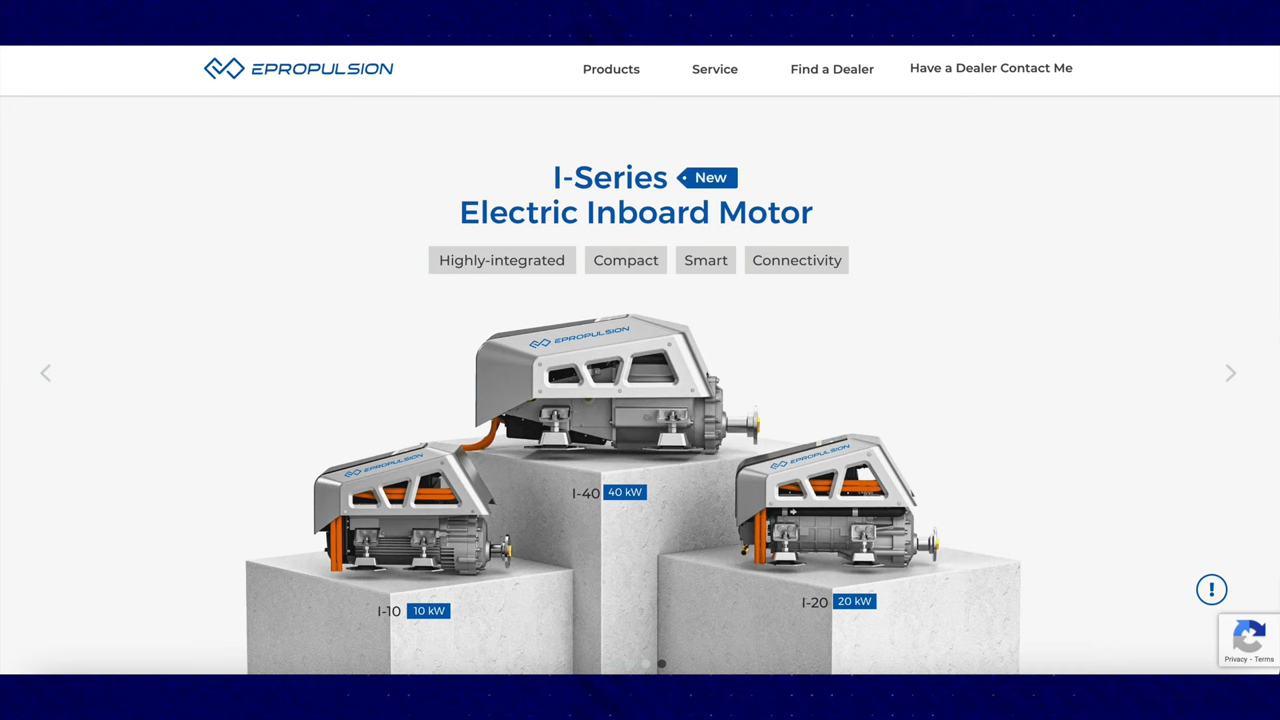 EPROPULSION
Products
Service
Find a Dealer
Have a Dealer Contact Me
I-Series New
Electric Inboard Motor
Highly-integrated
Compact
Smart
Connectivity
EPROPULSION
EPROPULSION
EPROPULSION
I-40 40 kW
I-20 20 kW
I-10 10 kW
!
Privacy - Terms